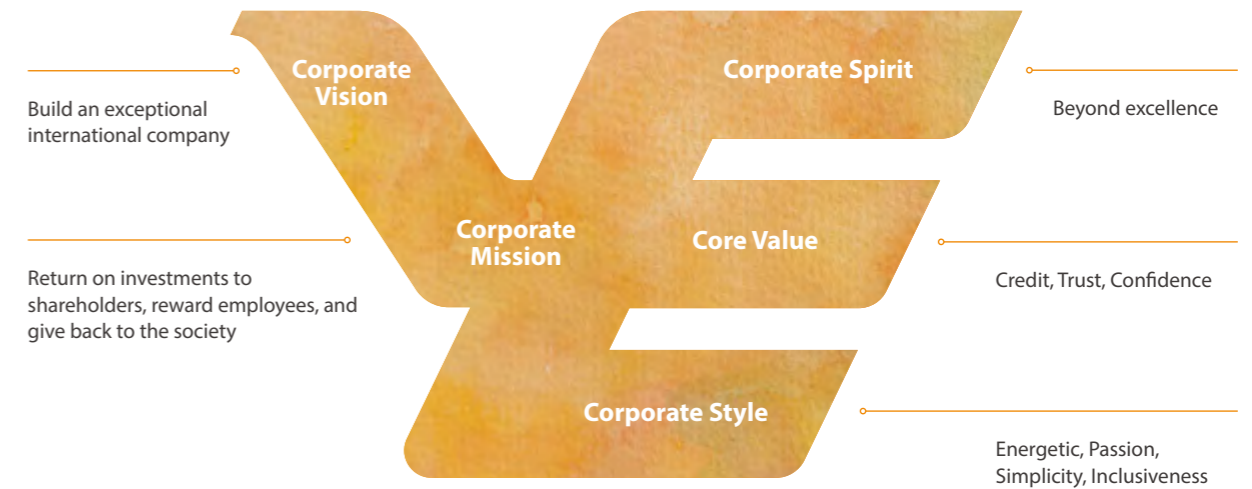 Corporate
Vision
Build an exceptional
international company
Corporate Spirit
Beyond excellence
Corporate
Mission
Return on investments to
shareholders, reward employees, and
give back to the society
Core Value
Credit, Trust, Confidence
Corporate Style
Energetic, Passion,
Simplicity, Inclusiveness